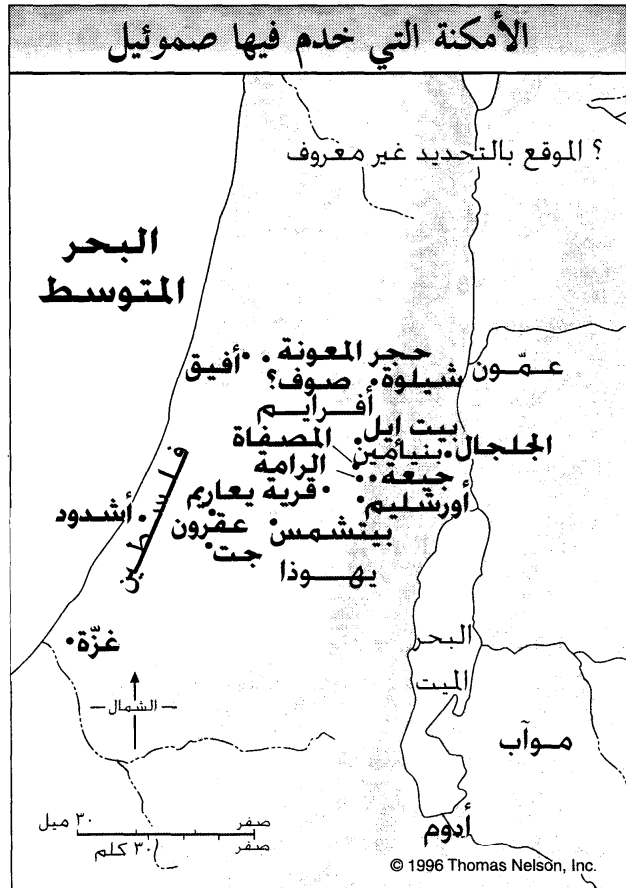 الأمكنة التي خدم فيها صموئيل
؟ الموقع بالتحديد غير معروف
البحر
المتوسط
حجر المعونة
أفيق
عمّون
شيلوة
صوف؟
أفرايم
بيت إيل
المصفاة
الجلجال
بنيامين
الرامة
جبعة
قرية يعاريم
أورشليم
فلسطين
أشدود
عقرون
بيتشمس
جت
يهوذا
غزّة
البحر
الميت
الشمال
موآب
أدوم
صفر ٣٠ ميل
صفر ٣٠ كلم
© 1996 Thomas Nelson, Inc.